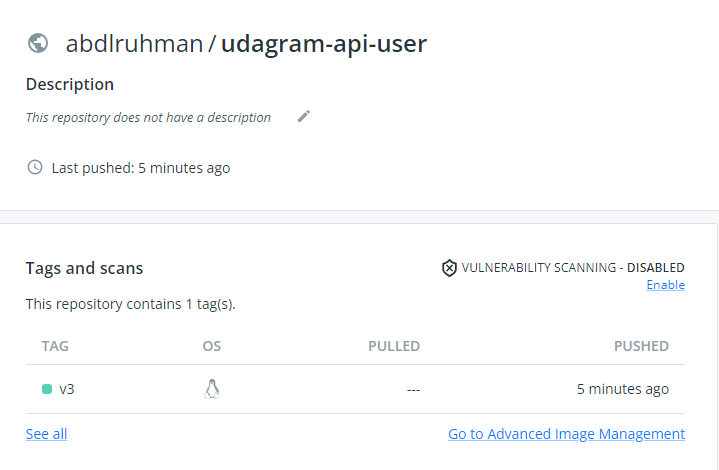 abdlruhman / udagram-api-user
Description
This repository does not have a description
Last pushed: 5 minutes ago
Tags and scans
VULNERABILITY SCANNING - DISABLED
Enable
This repository contains 1 tag(s).
TAG OS PULLED PUSHED
v3 --- 5 minutes ago
See all Go to Advanced Image Management